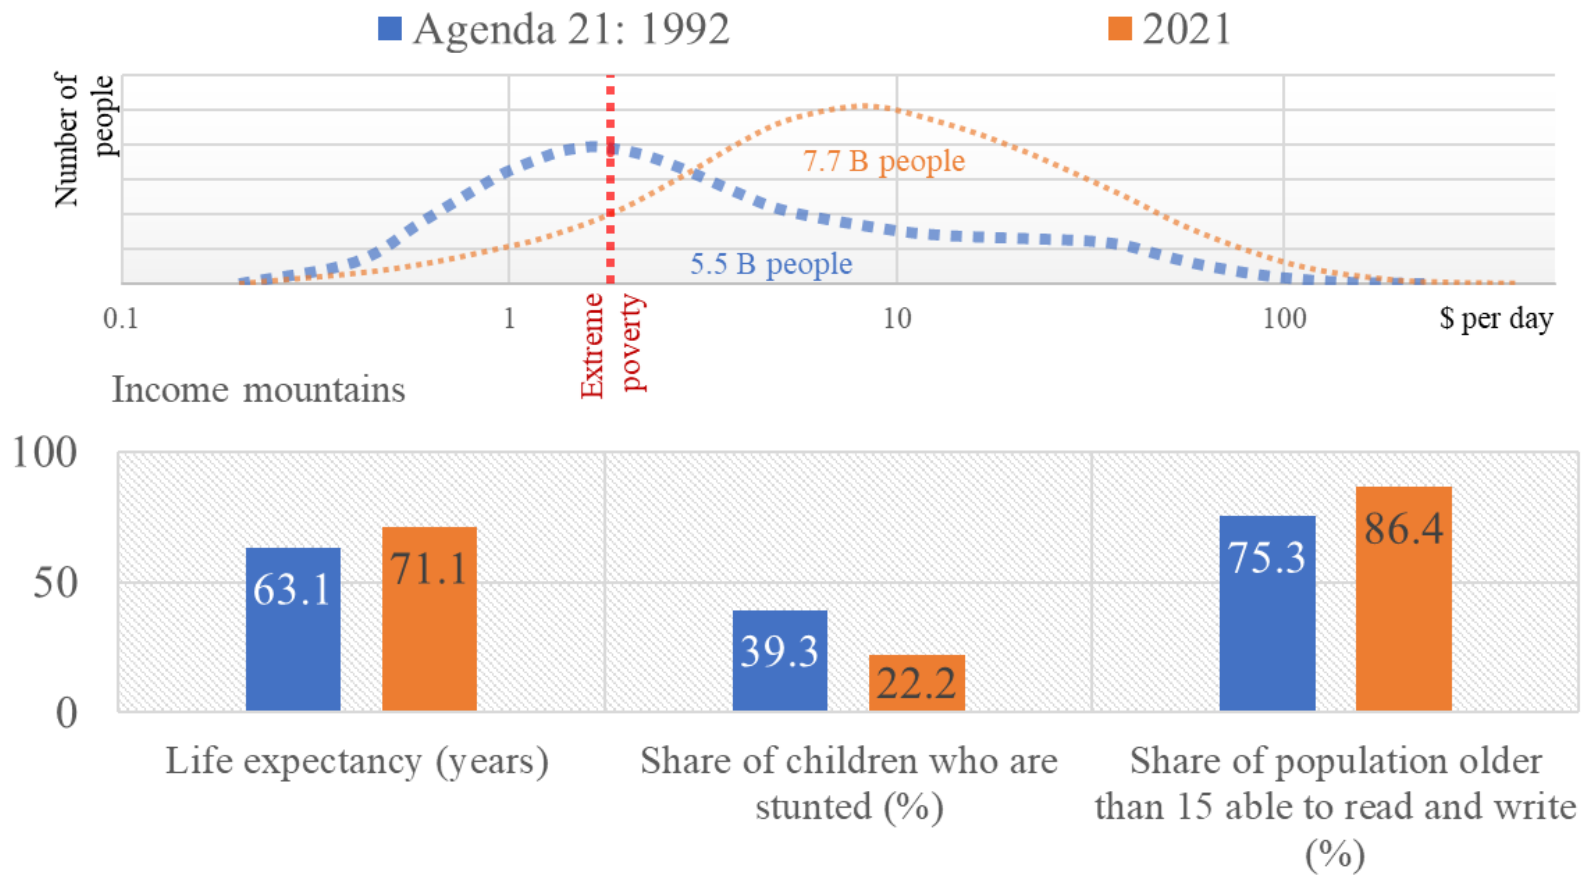 Agenda 21: 1992
2021
Number of
people
7.7 B people
5.5 B people
0.1
1
10
100
$ per day
Extreme
poverty
Income mountains
100
50
0
63.1
71.1
39.3
22.2
75.3
86.4
Life expectancy (years)
Share of children who are
stunted (%)
Share of population older
than 15 able to read and write
(%)